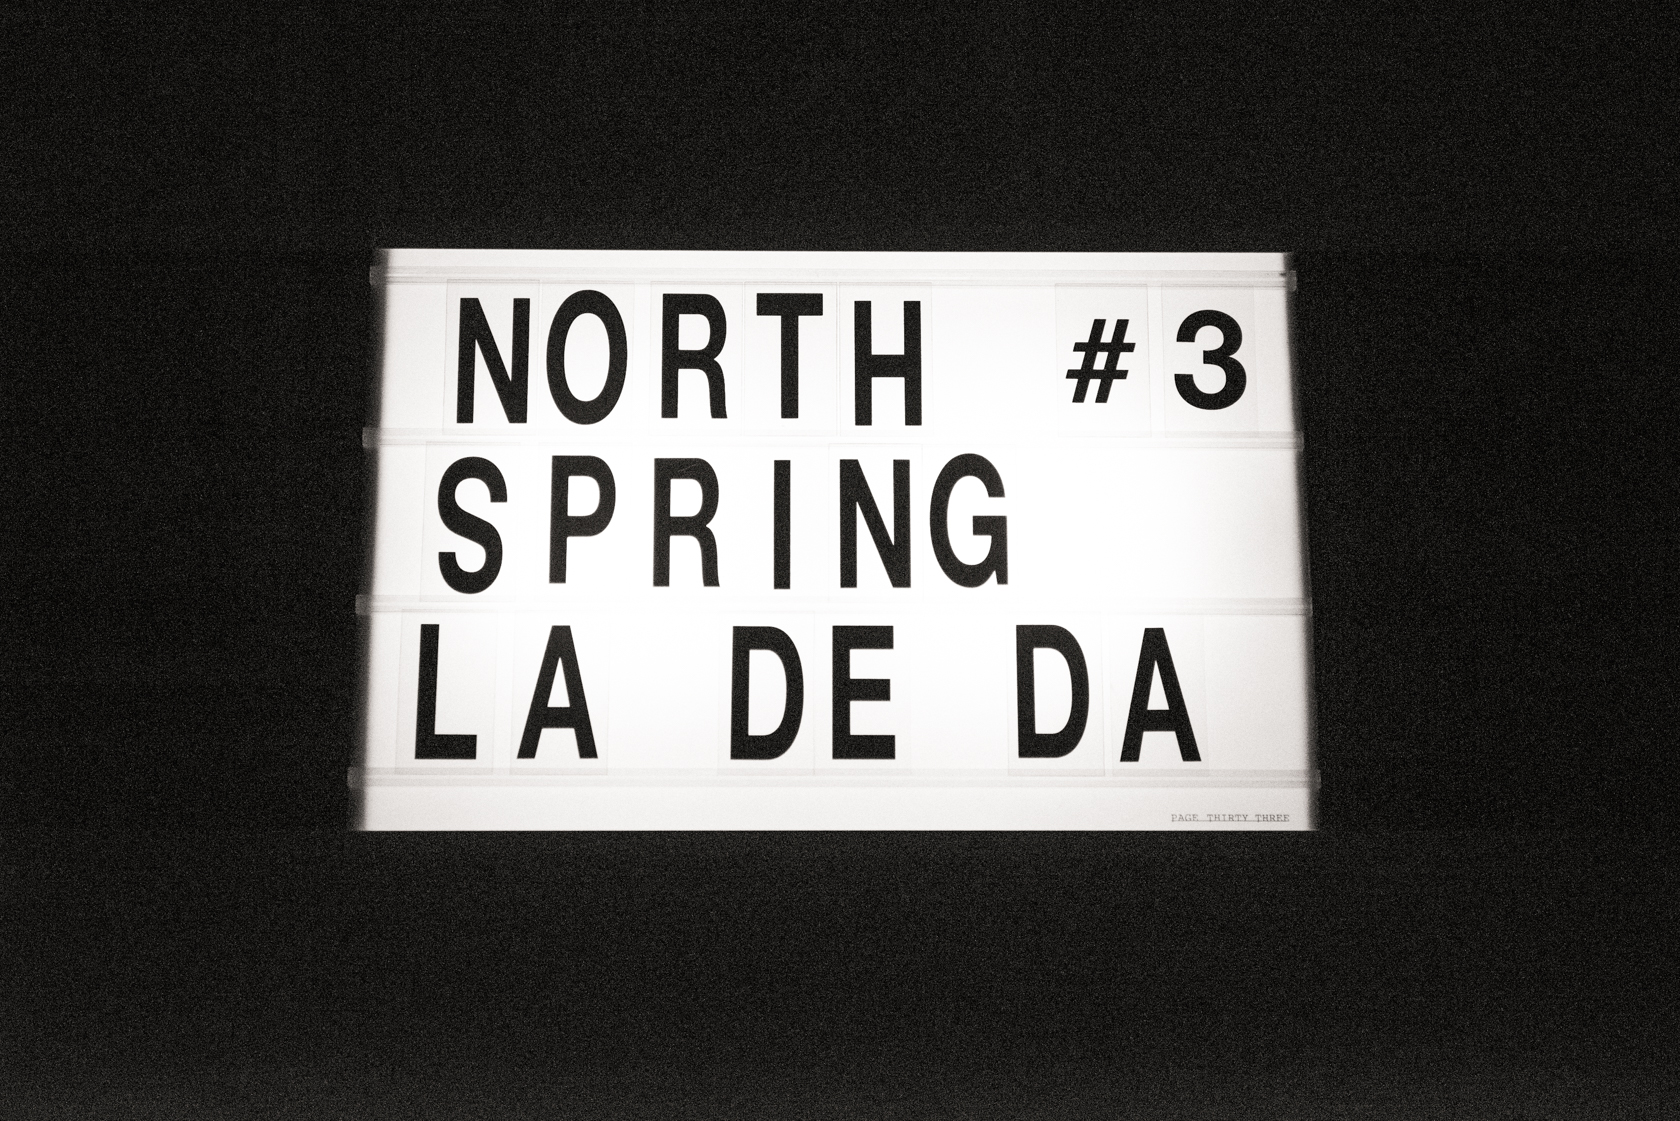 NORTH #3
SPRING
LA DE DA
PAGE THIRTY THREE